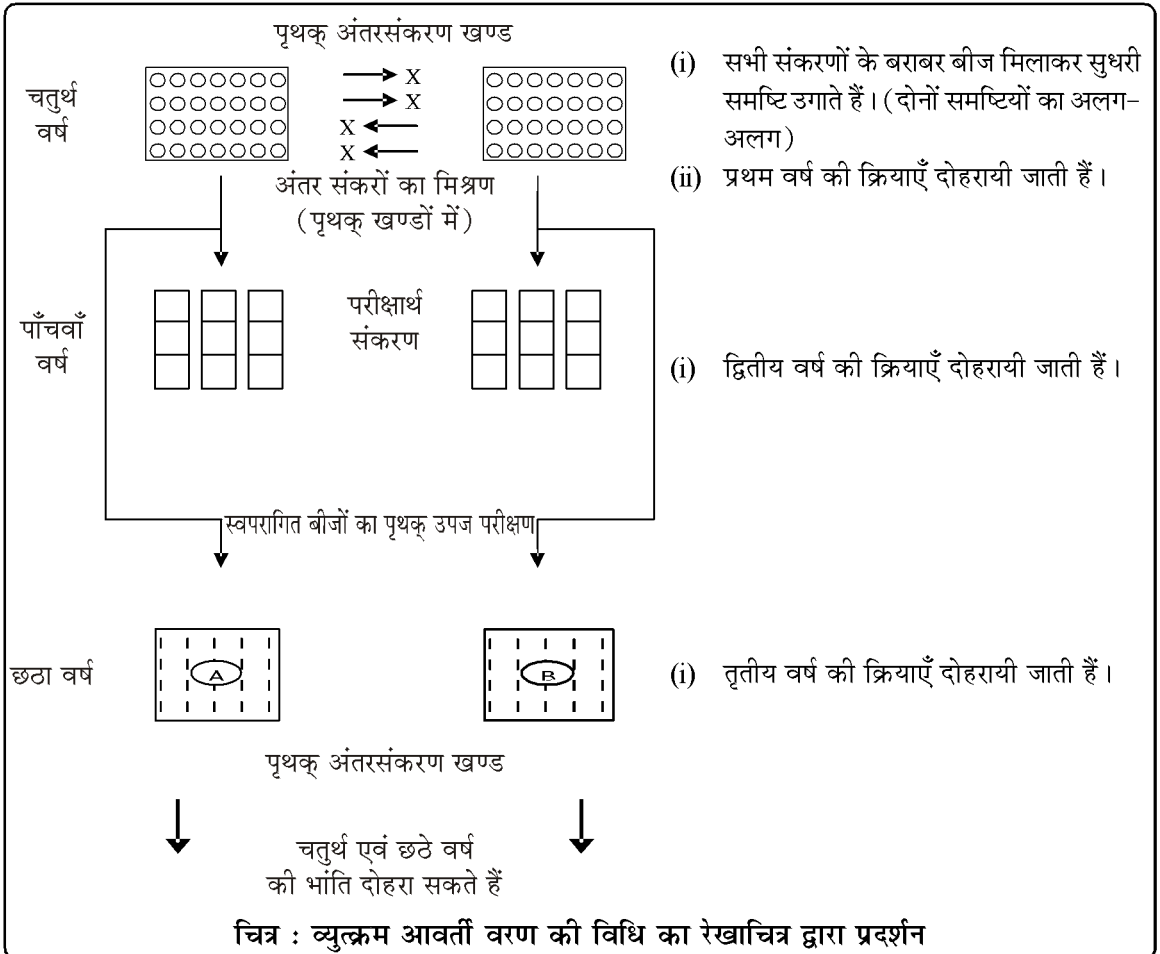 पृथक् अंतरसंकरण खण्ड
चतुर्थ
वर्ष
X
X
X
X
(i) सभी संकरणों के बराबर बीज मिलाकर सुधरी
समष्टि उगाते हैं। (दोनों समष्टियों का अलग-
अलग)
(ii) प्रथम वर्ष की क्रियाएँ दोहरायी जाती हैं।
अंतर संकरों का मिश्रण
(पृथक् खण्डों में)
पाँचवाँ
वर्ष
परीक्षार्थ
संकरण
(i) द्वितीय वर्ष की क्रियाएँ दोहरायी जाती हैं।
स्वपरागित बीजों का पृथक् उपज परीक्षण
छठा वर्ष
A
B
(i) तृतीय वर्ष की क्रियाएँ दोहरायी जाती हैं।
पृथक् अंतरसंकरण खण्ड
चतुर्थ एवं छठे वर्ष
की भांति दोहरा सकते हैं
चित्र : व्युत्क्रम आवर्ती वरण की विधि का रेखाचित्र द्वारा प्रदर्शन